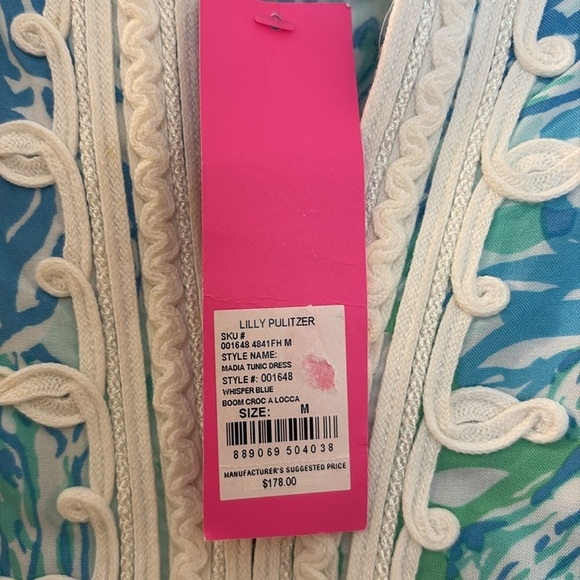 LILLY PULITZER
SKU #
001648 4841FH M
STYLE NAME:
MADIA TUNIC DRESS
STYLE #: 001648
WHISPER BLUE
BOOM CROC A LOCCA
SIZE: M
889069 504038
MANUFACTURER'S SUGGESTED PRICE
$178.00